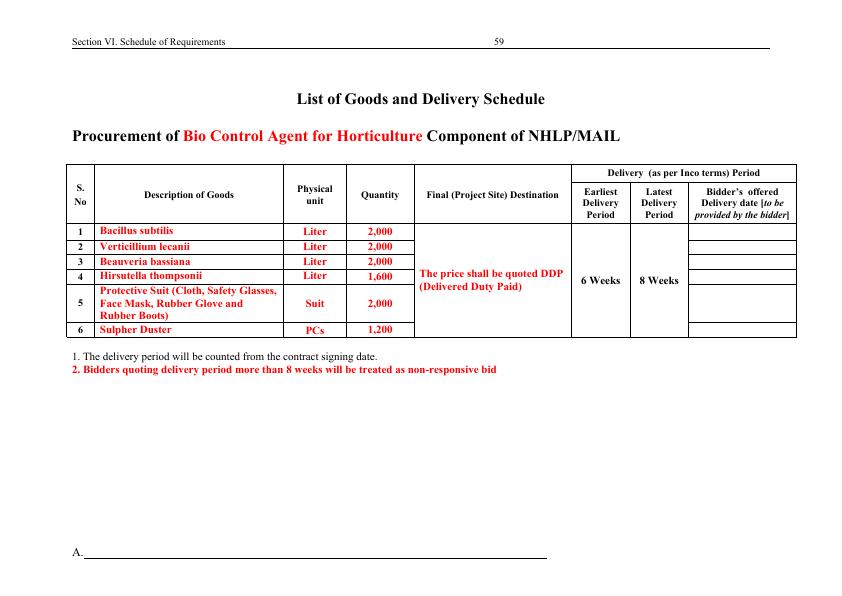 Section VI. Schedule of Requirements 59
List of Goods and Delivery Schedule
Procurement of Bio Control Agent for Horticulture Component of NHLP/MAIL
S. No
Description of Goods
Physical unit
Quantity
Final (Project Site) Destination
Delivery (as per Inco terms) Period
Earliest Delivery Period
Latest Delivery Period
Bidder's offered Delivery date [to be provided by the bidder]
1 Bacillus subtilis Liter 2,000
2 Verticillium lecanii Liter 2,000
3 Beauveria bassiana Liter 2,000
4 Hirsutella thompsonii Liter 1,600
5 Protective Suit (Cloth, Safety Glasses, Face Mask, Rubber Glove and Rubber Boots) Suit 2,000
6 Sulpher Duster PCs 1,200
The price shall be quoted DDP
(Delivered Duty Paid)
6 Weeks
8 Weeks
1. The delivery period will be counted from the contract signing date.
2. Bidders quoting delivery period more than 8 weeks will be treated as non-responsive bid
A.